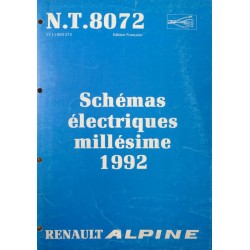 N.T.8072
Edition Française
Schémas
électriques
millésime
1992
RENAULT ALPINE